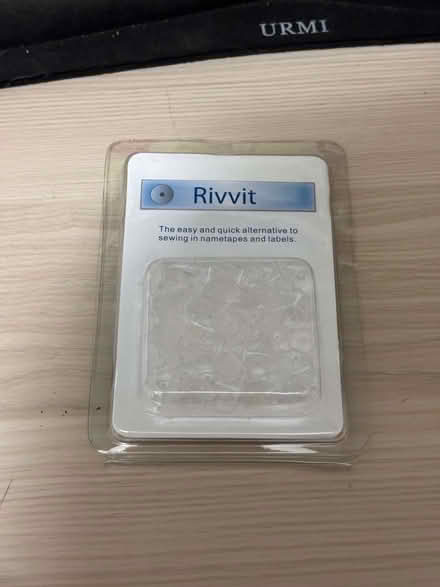 URMI
Rivvit
The easy and quick alternative to
sewing in nametapes and labels.